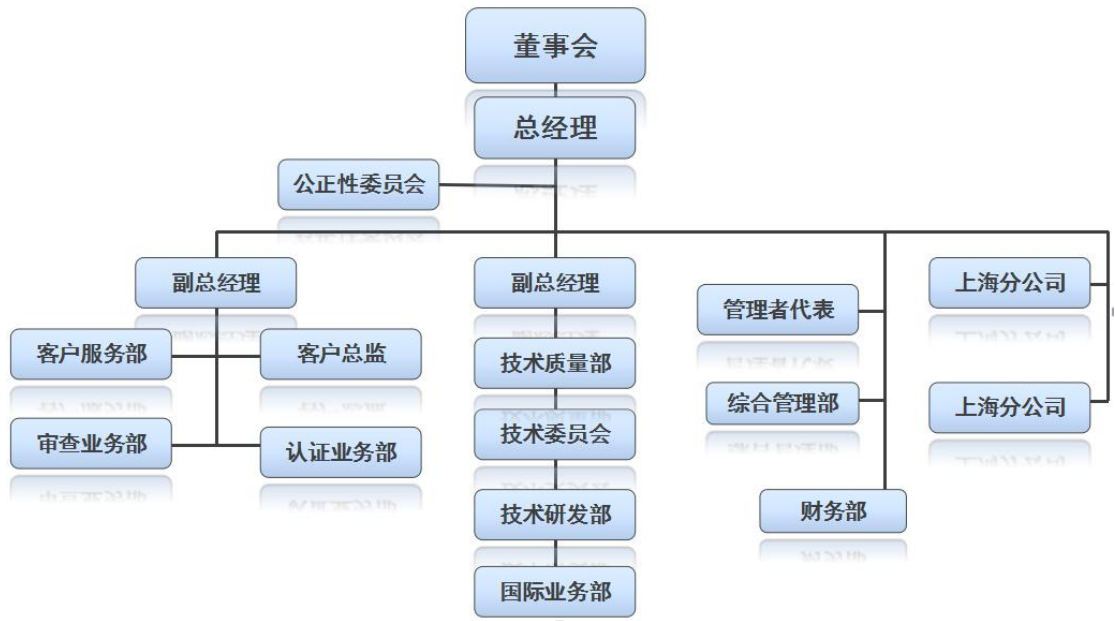 董事会
总经理
公正性委员会
副总经理
副总经理
上海分公司
管理者代表
客户服务部
客户总监
技术质量部
综合管理部
上海分公司
审查业务部
认证业务部
技术委员会
技术研发部
财务部
国际业务部